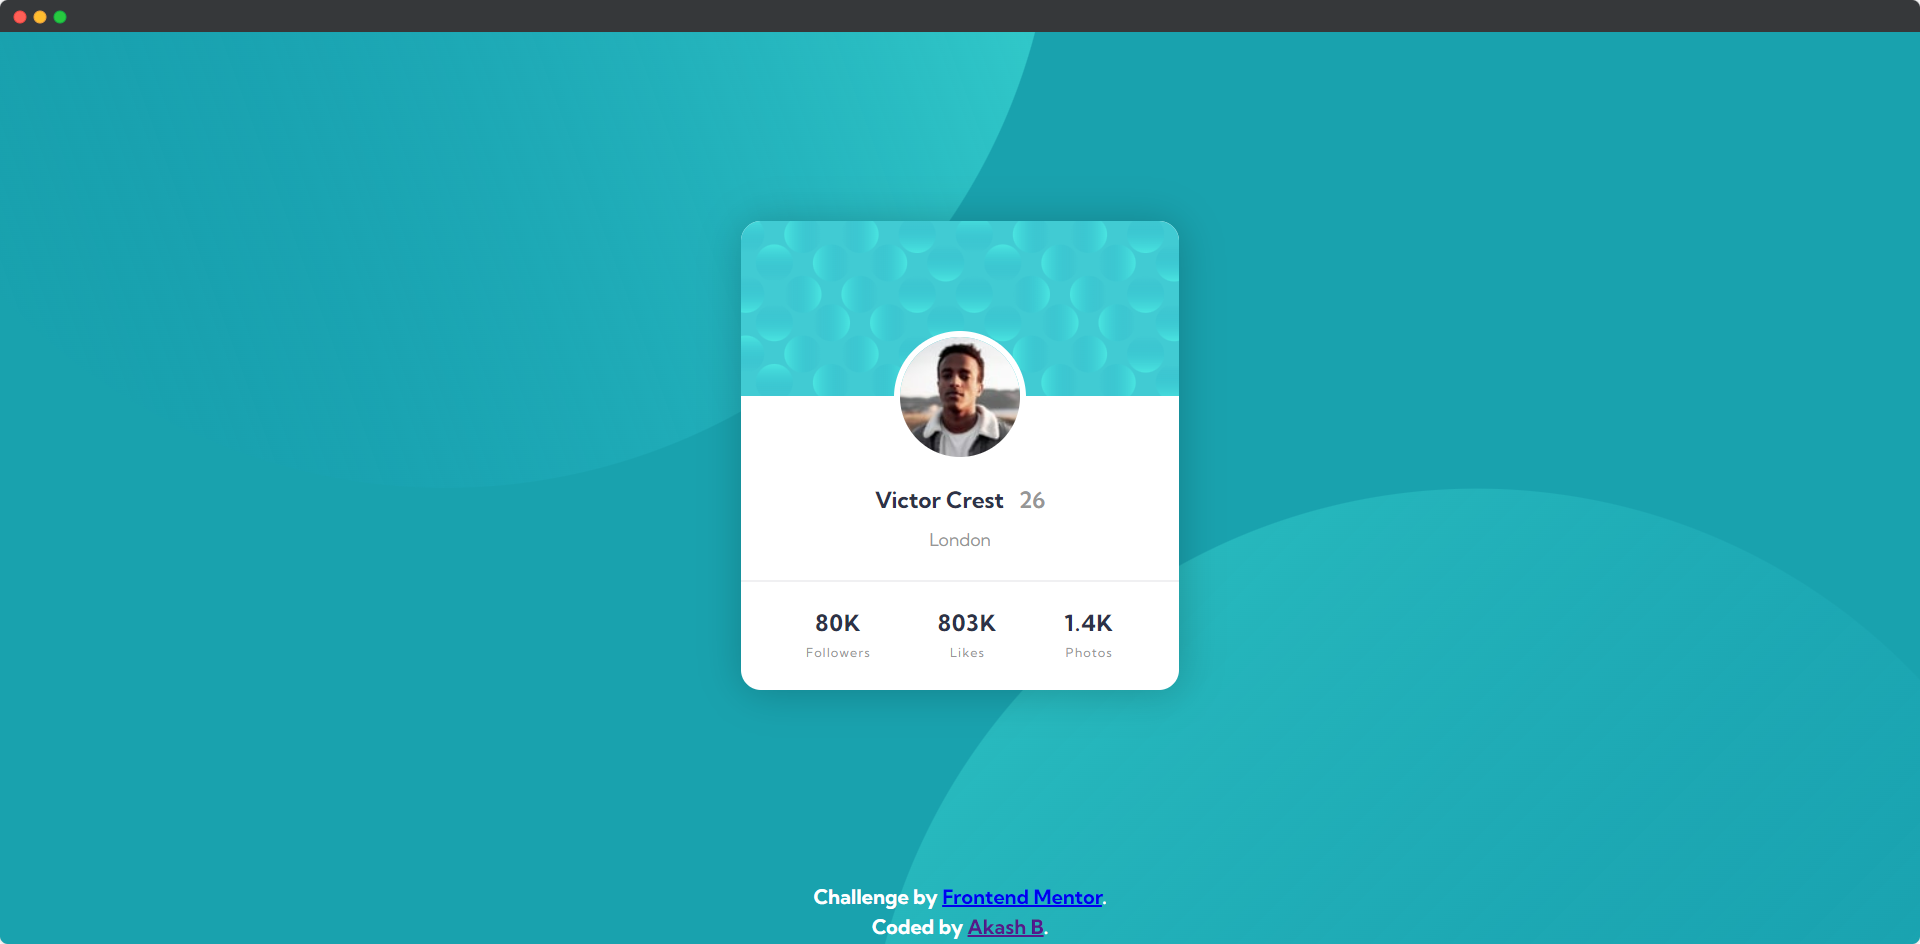 Victor Crest 26
London
80K 803K 1.4K
Followers Likes Photos
Challenge by Frontend Mentor.
Coded by Akash B.